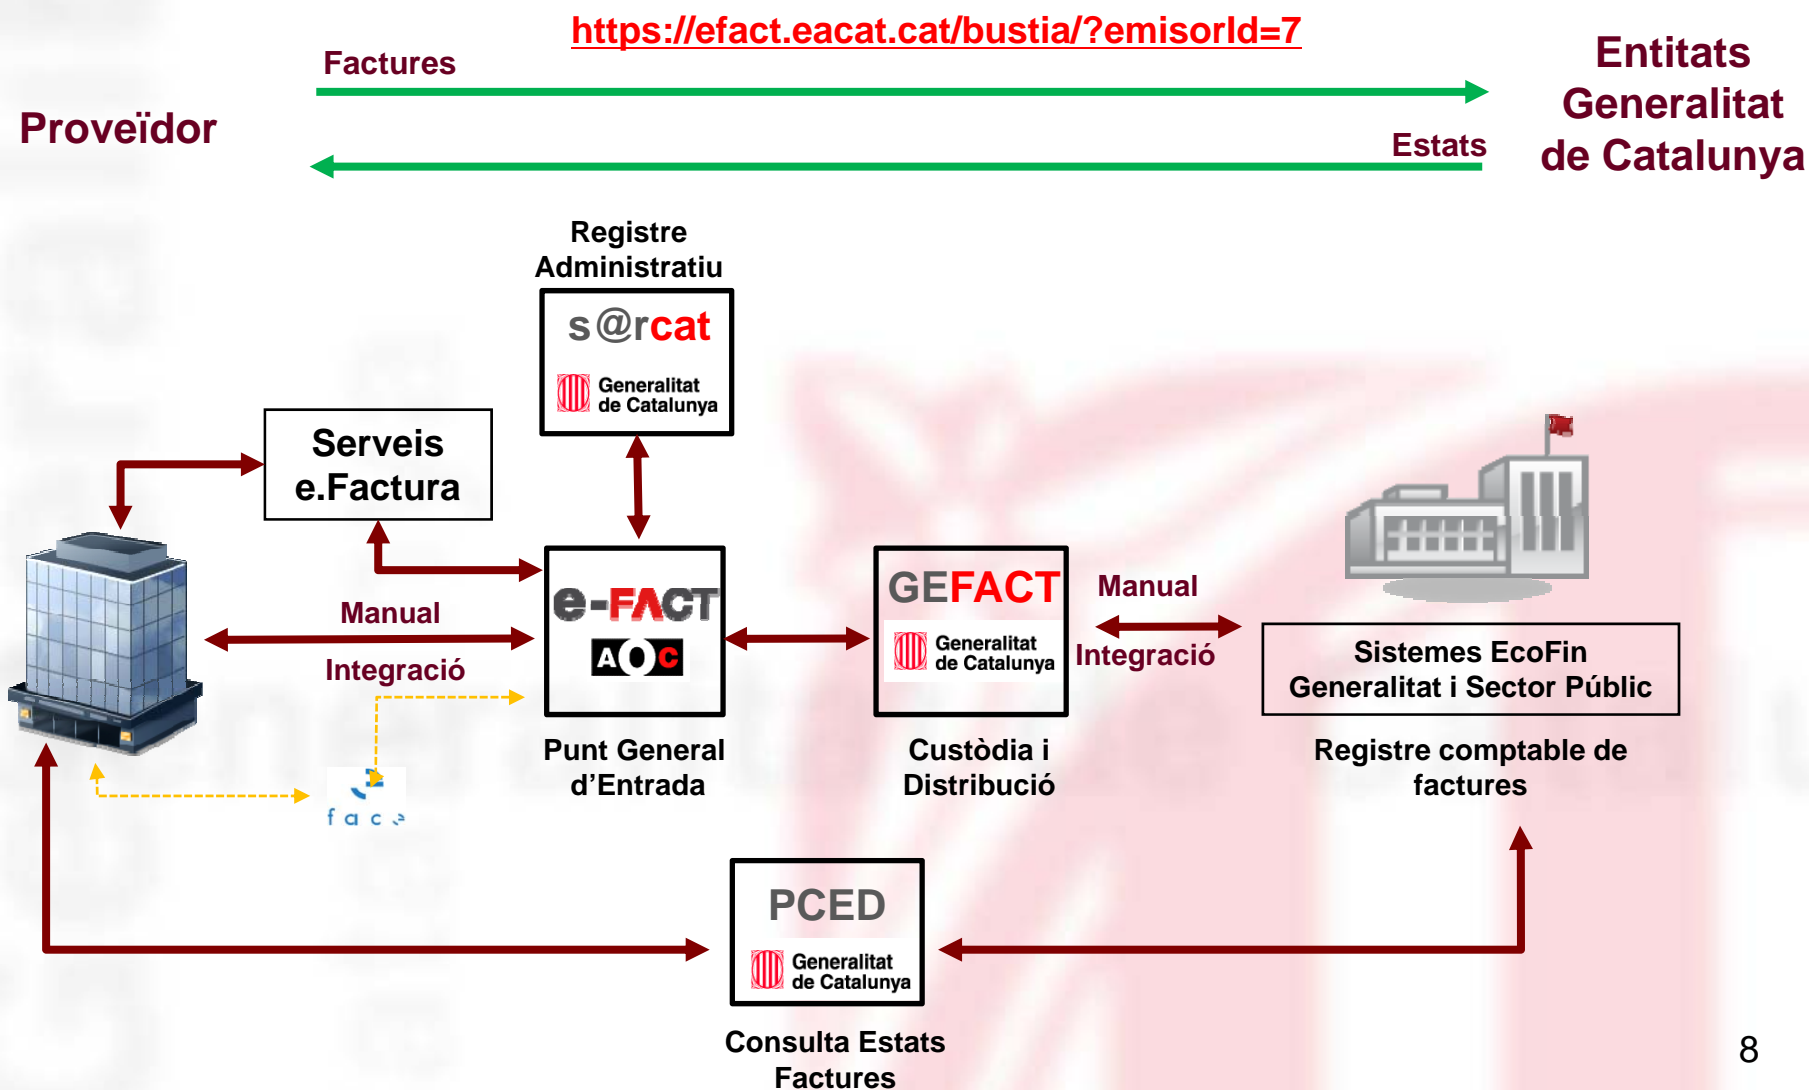 https://efact.eacat.cat/bustia/?emisorId=7
Factures
Entitats
Generalitat
de Catalunya
Proveïdor
Estats
Registre
Administratiu
s@rcat
Generalitat
de Catalunya
Serveis
e.Factura
e-FACT
AOC
Manual
Integració
GEFACT
Generalitat
de Catalunya
Manual
Integració
Sistemes EcoFin
Generalitat i Sector Públic
Punt General
d’Entrada
Custòdia i
Distribució
Registre comptable de
factures
face
PCED
Generalitat
de Catalunya
Consulta Estats
Factures
8